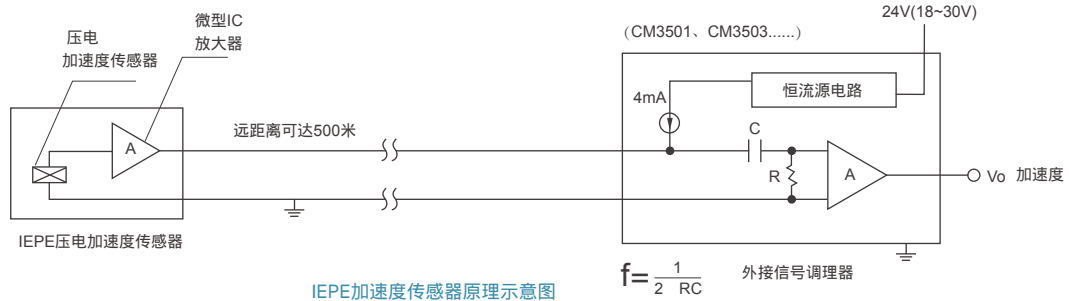 24V(18~30V)
微型IC
放大器
压电
加速度传感器
（CM3501、CM3503......）
恒流源电路
4mA
远距离可达500米
C
A
R
A
Vo 加速度
IEPE压电加速度传感器
f= 1
2 RC
外接信号调理器
IEPE加速度传感器原理示意图